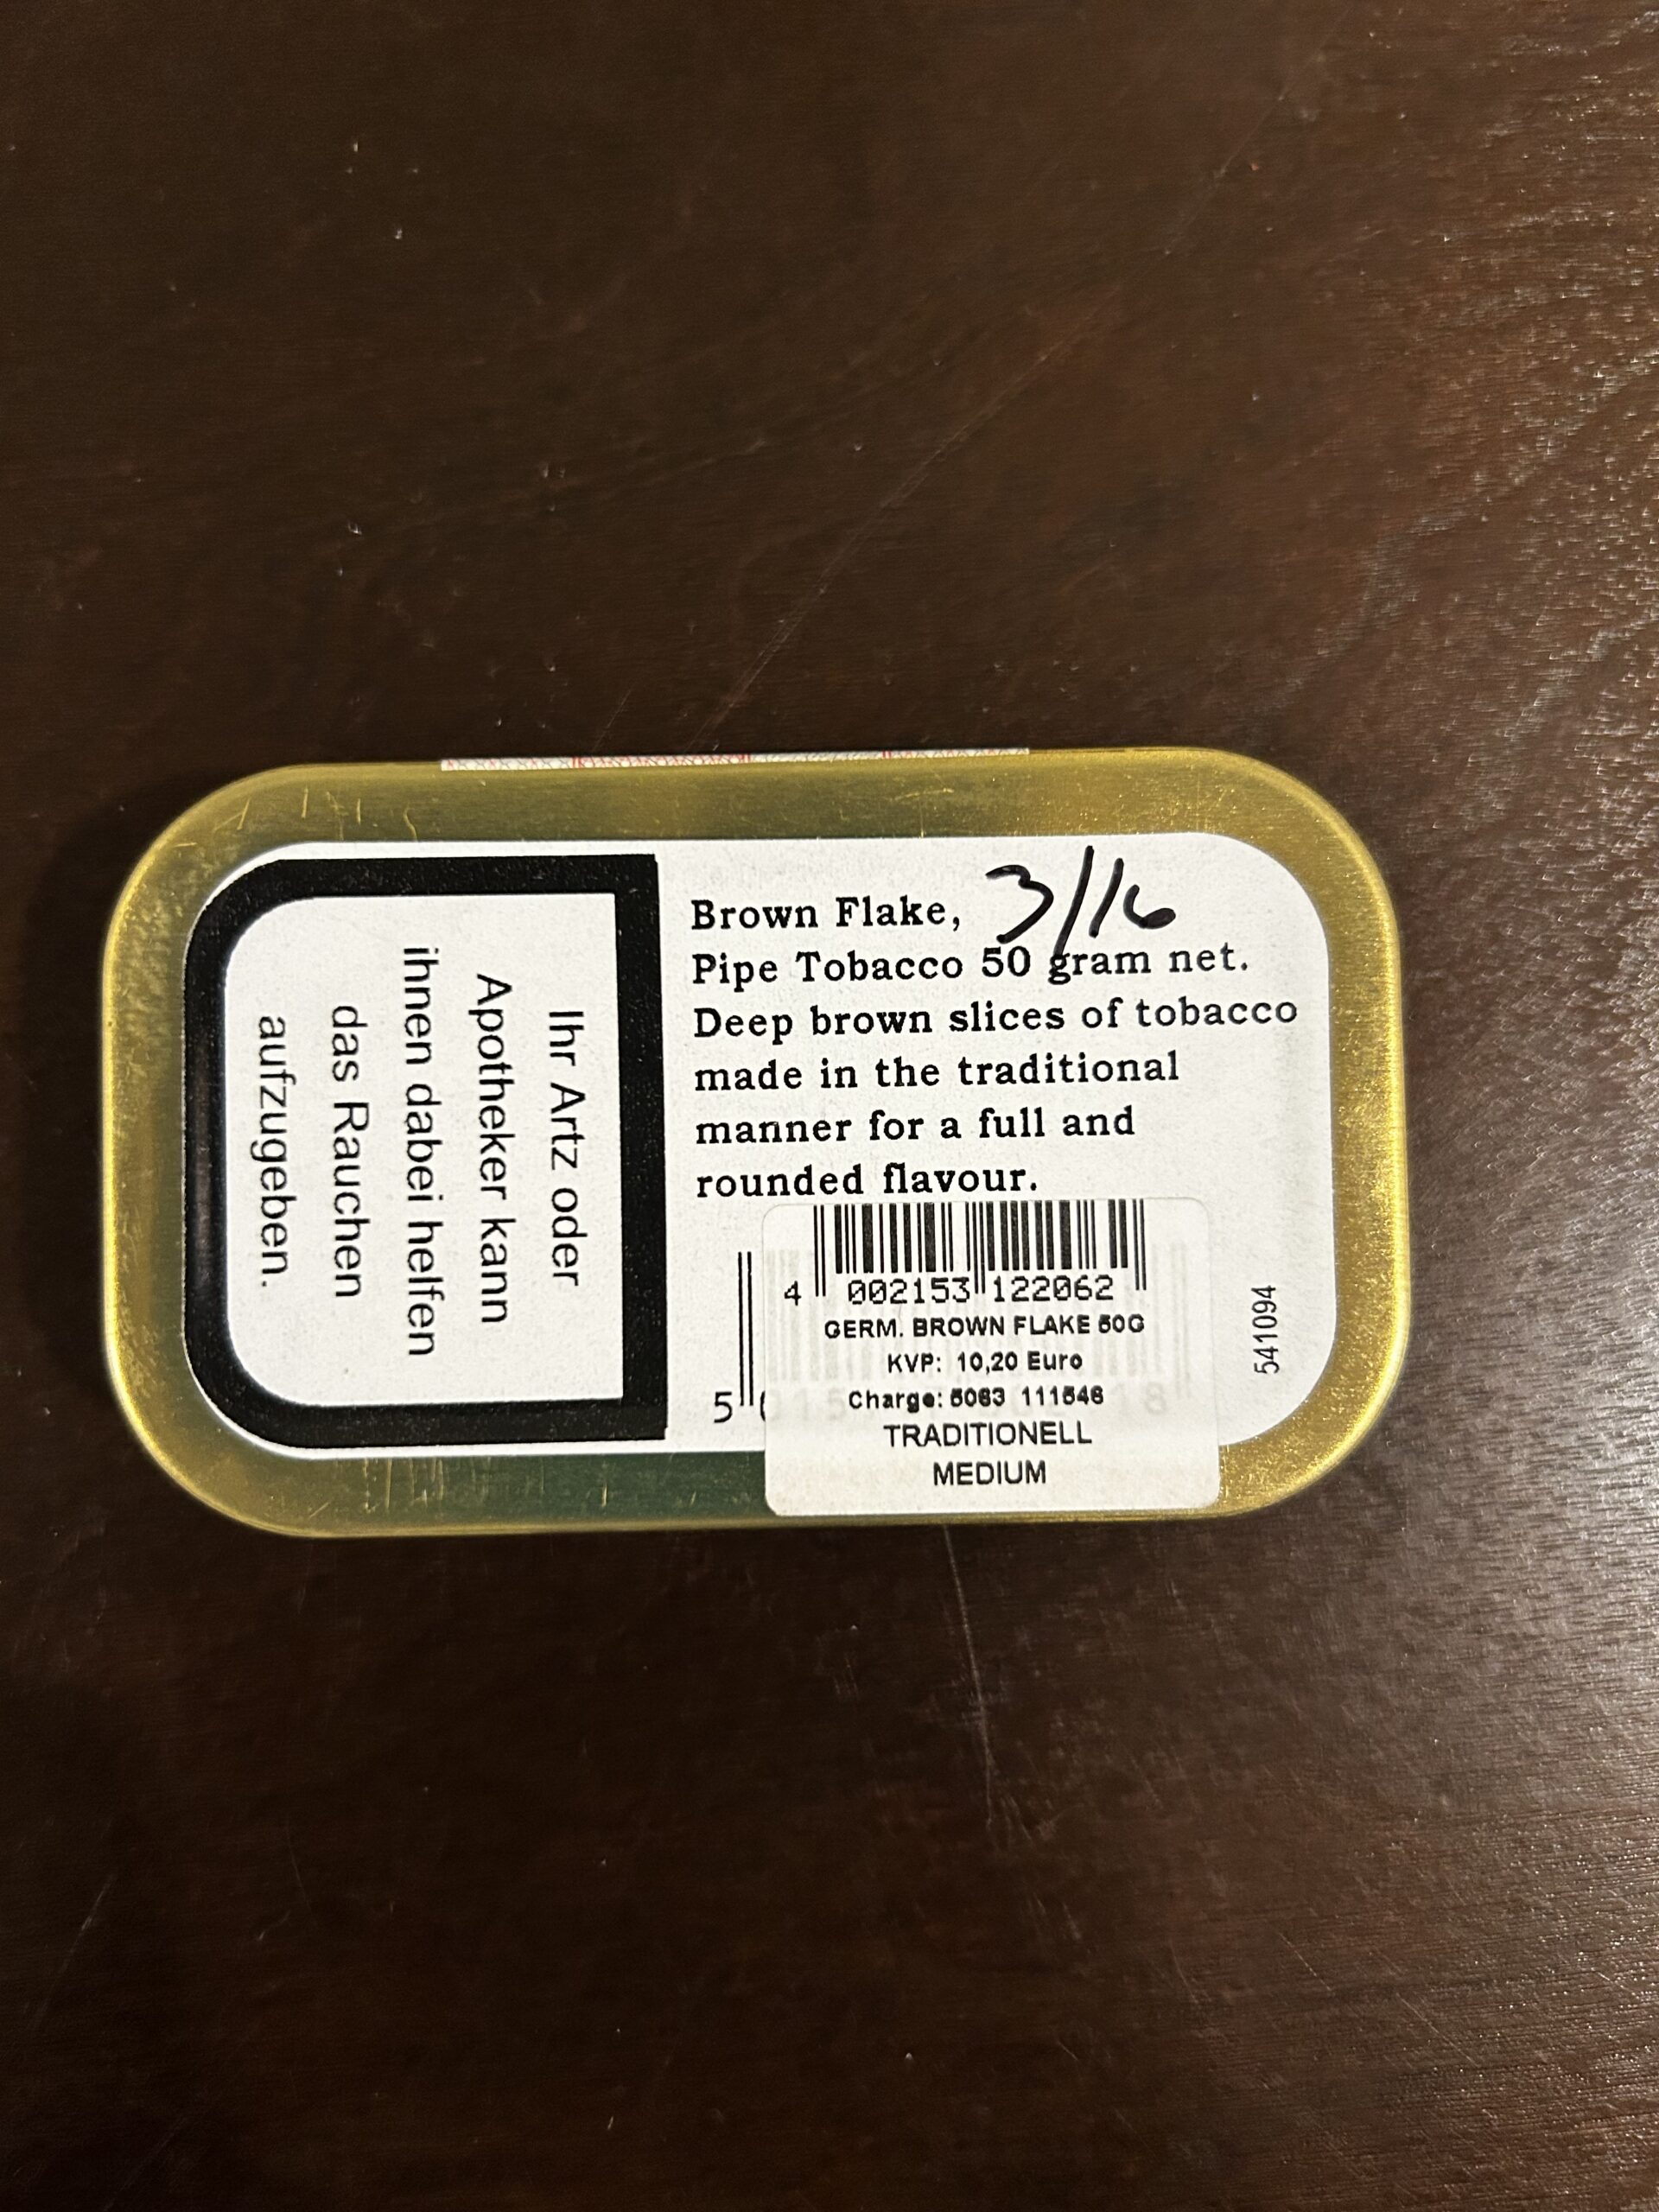 Ihr Artz oder
Apotheker kann
ihnen dabei helfen
das Rauchen
aufzugeben.
Brown Flake, 3/16
Pipe Tobacco 50 gram net.
Deep brown slices of tobacco
made in the traditional
manner for a full and
rounded flavour.
4 002153 122062
GERM. BROWN FLAKE 50G
KVP: 10,20 Euro
Charge: 5083 111546
TRADITIONELL
MEDIUM
5
541094